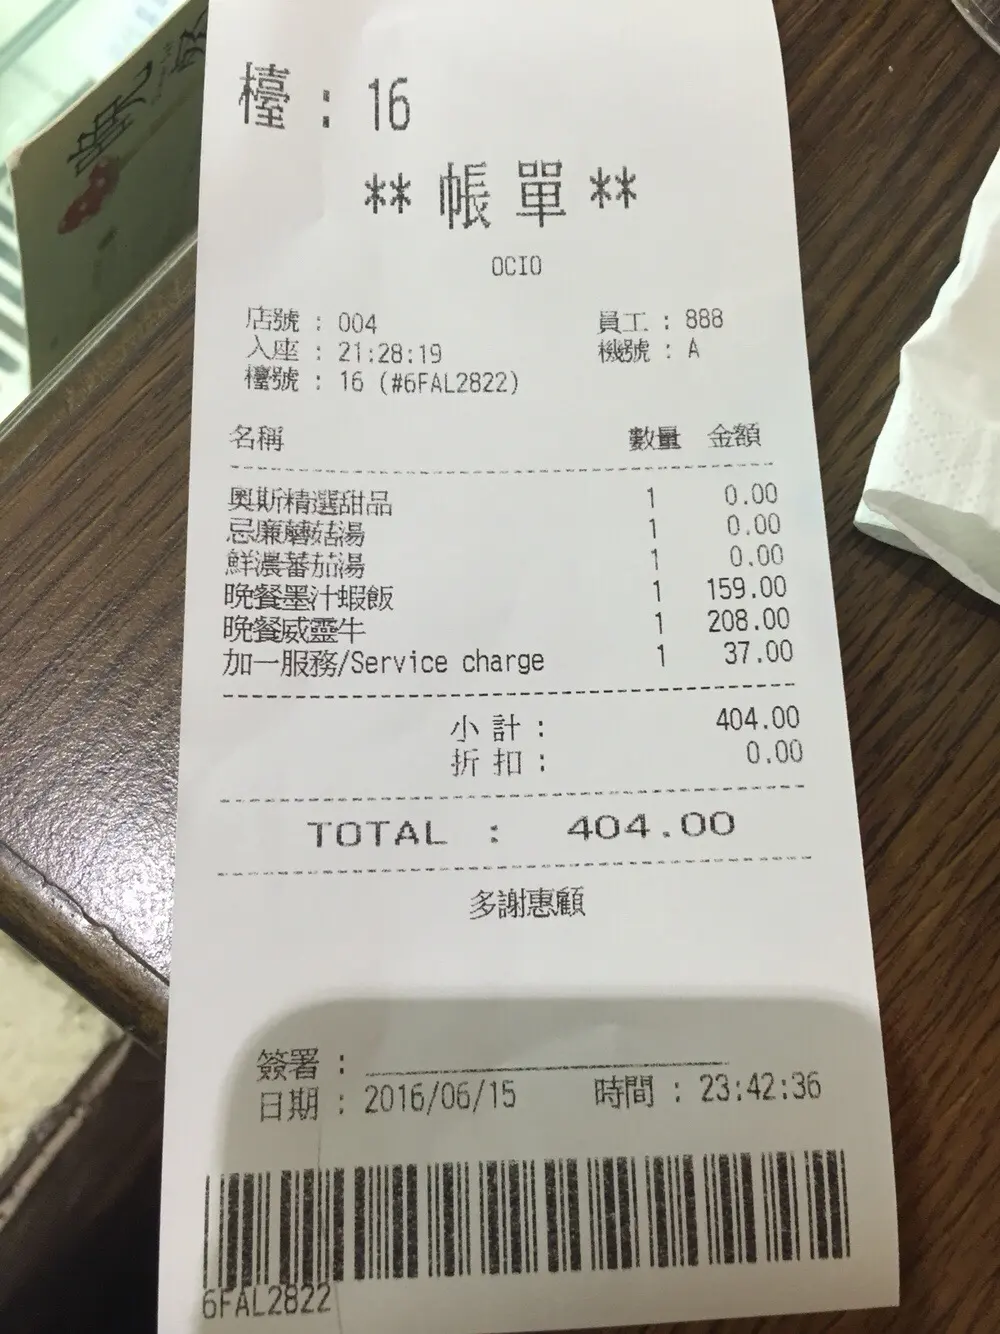 檯 : 16
** 帳 單 **
OCIO
店號 : 004 員工 : 888
入座 : 21:28:19 機號 : A
檯號 : 16 (#6FAL2822)
名稱 數量 金額
奧斯精選甜品 1 0.00
忌廉蘑菇湯 1 0.00
鮮濃蕃茄湯 1 0.00
晚餐墨汁蝦飯 1 159.00
晚餐威靈牛 1 208.00
加一服務/Service charge 1 37.00
小 計 : 404.00
折 扣 : 0.00
TOTAL : 404.00
多謝惠顧
簽署 :
日期 : 2016/06/15 時間 : 23:42:36
6FAL2822